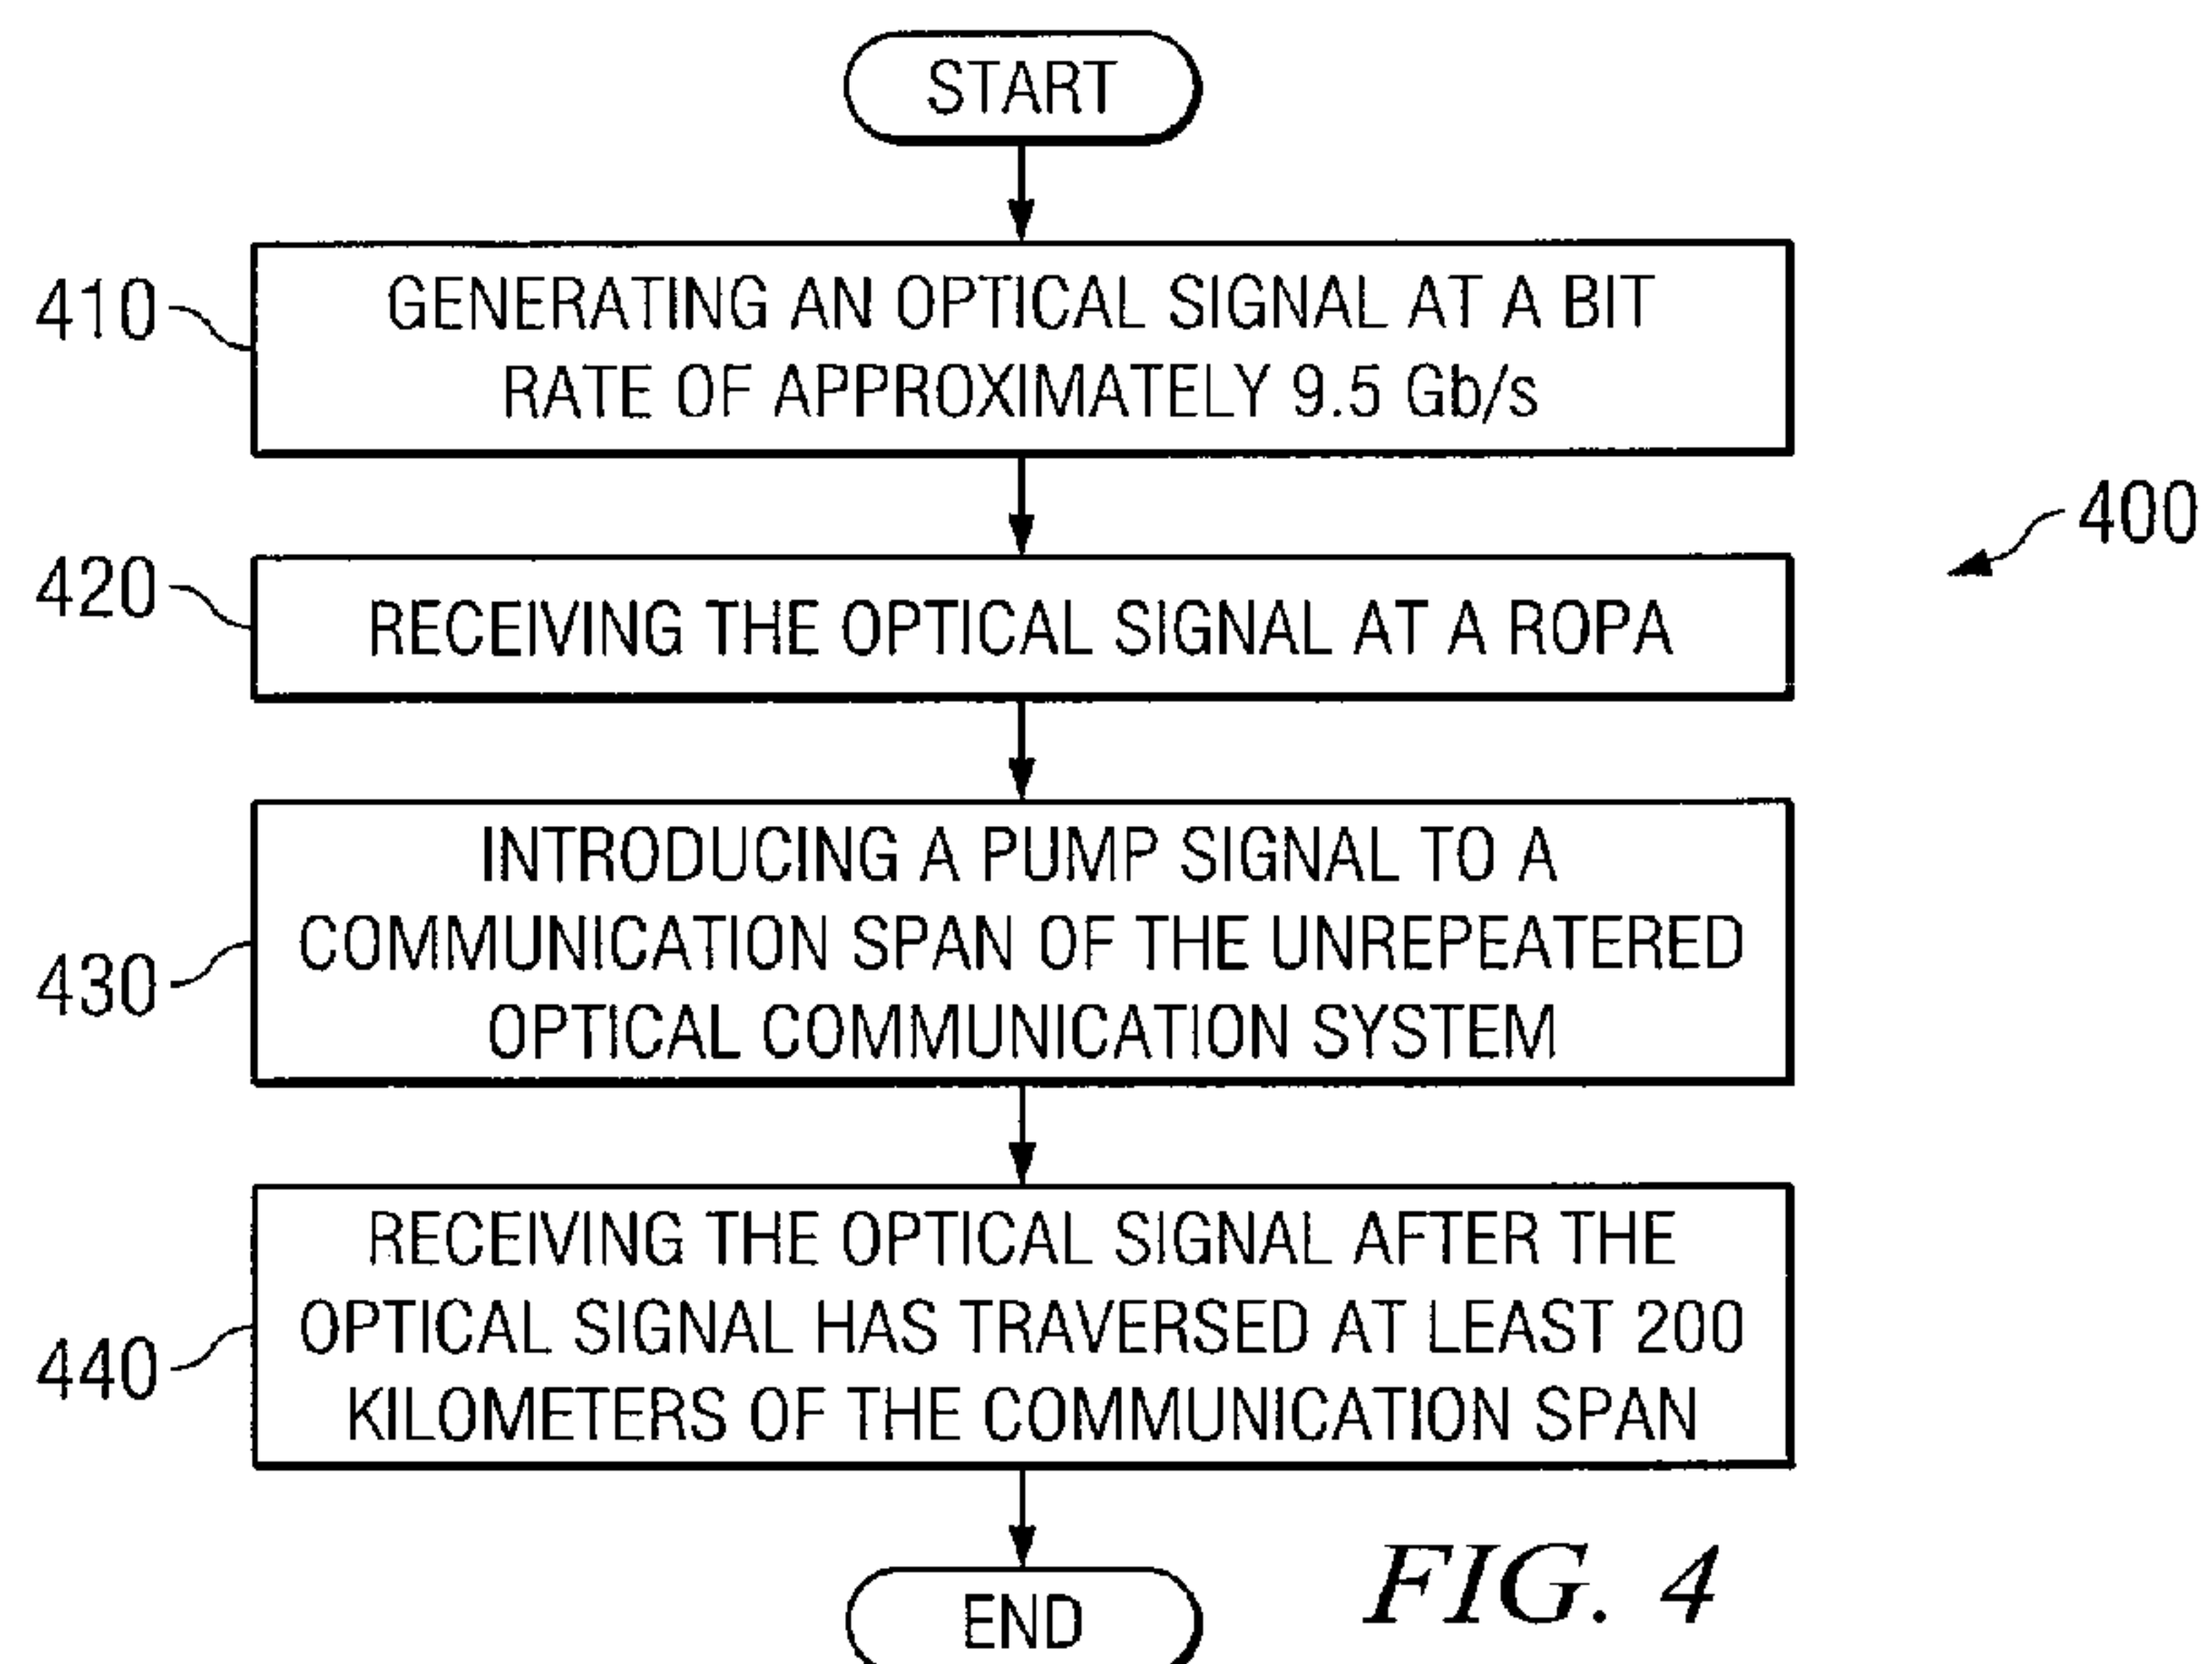 START
410
GENERATING AN OPTICAL SIGNAL AT A BIT
RATE OF APPROXIMATELY 9.5 Gb/s
400
420
RECEIVING THE OPTICAL SIGNAL AT A ROPA
430
INTRODUCING A PUMP SIGNAL TO A
COMMUNICATION SPAN OF THE UNREPEATERED
OPTICAL COMMUNICATION SYSTEM
440
RECEIVING THE OPTICAL SIGNAL AFTER THE
OPTICAL SIGNAL HAS TRAVERSED AT LEAST 200
KILOMETERS OF THE COMMUNICATION SPAN
END
FIG. 4